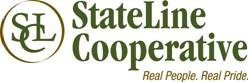 SLC
StateLine
Cooperative
Real People. Real Pride.